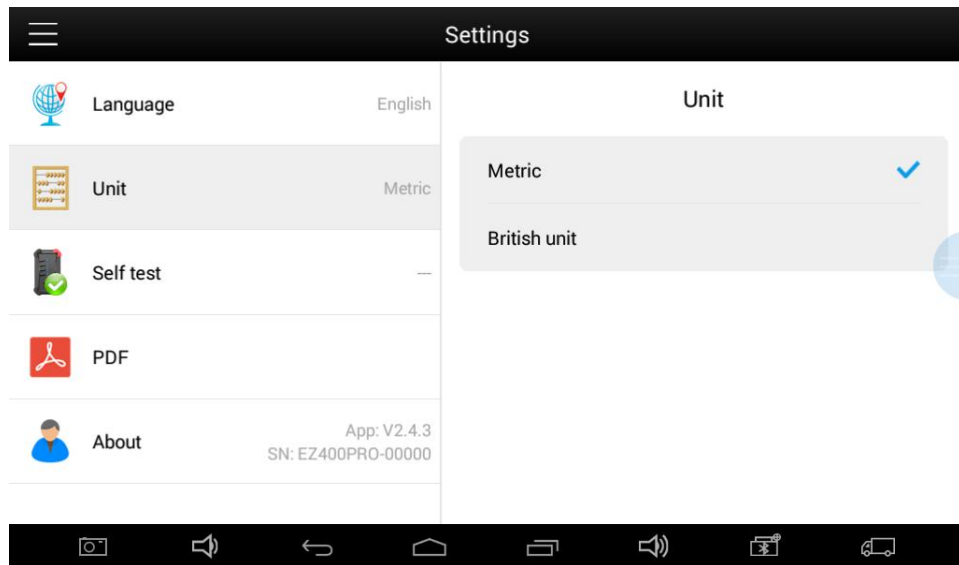 Settings
Language
English
Unit
Metric
Self test
---
PDF
About
App: V2.4.3
SN: EZ400PRO-00000
Unit
Metric
British unit